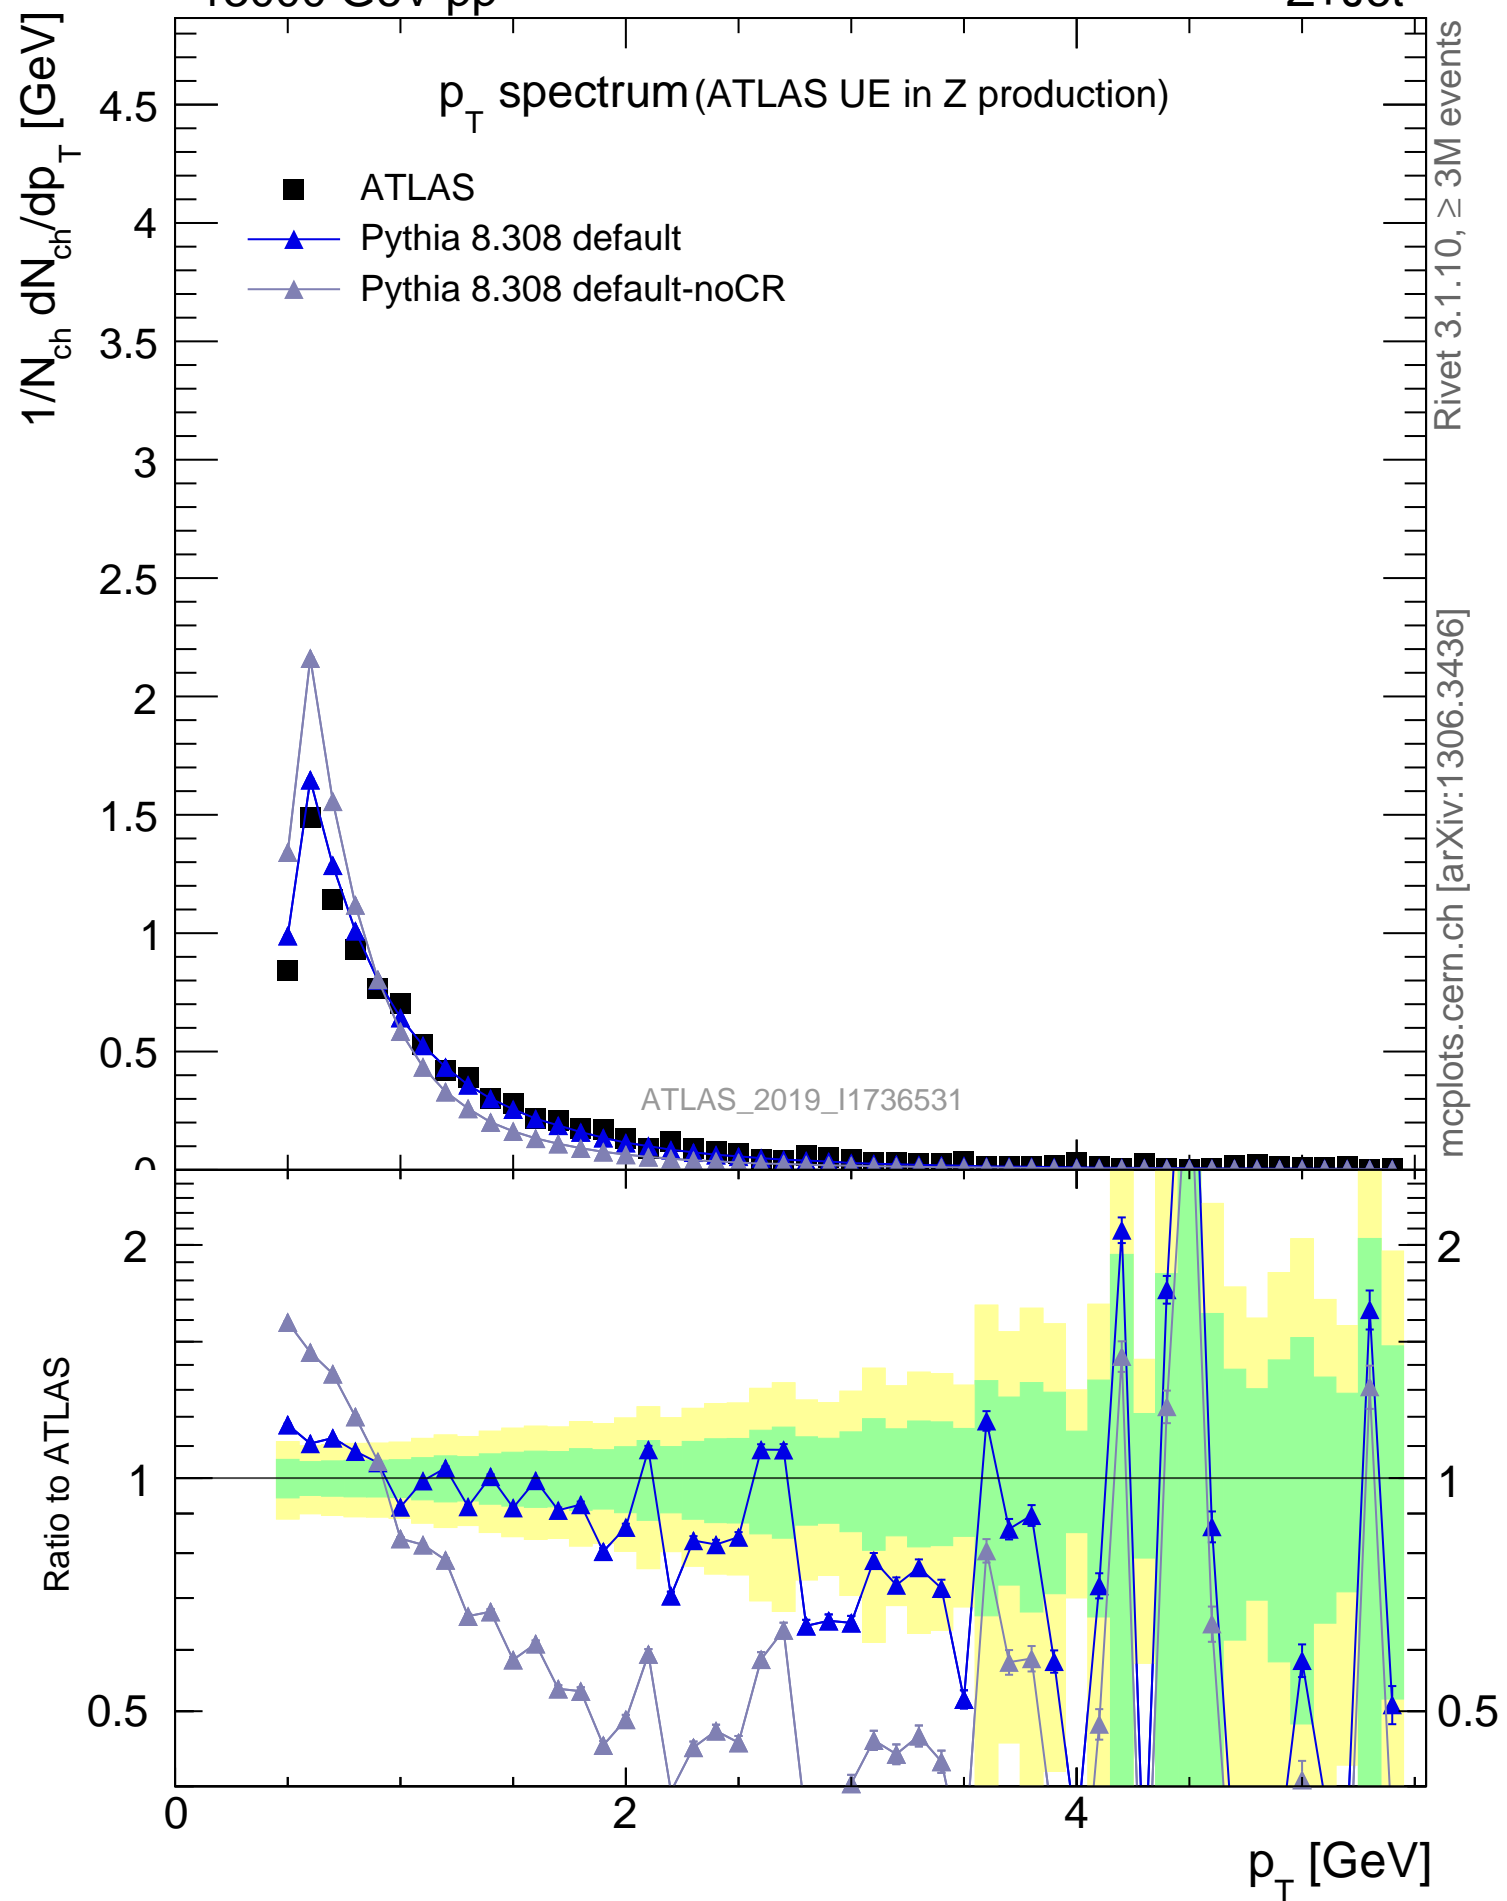 p_T spectrum (ATLAS UE in Z production)
ATLAS
Pythia 8.308 default
Pythia 8.308 default-noCR
1/N_ch dN_ch/dp_T [GeV]
4.5
4
3.5
3
2.5
2
1.5
1
0.5
0
ATLAS_2019_I1736531
Rivet 3.1.10, ≥ 3M events
mcplots.cern.ch [arXiv:1306.3436]
Ratio to ATLAS
2
1
0.5
2
1
0.5
0
2
4
p_T [GeV]